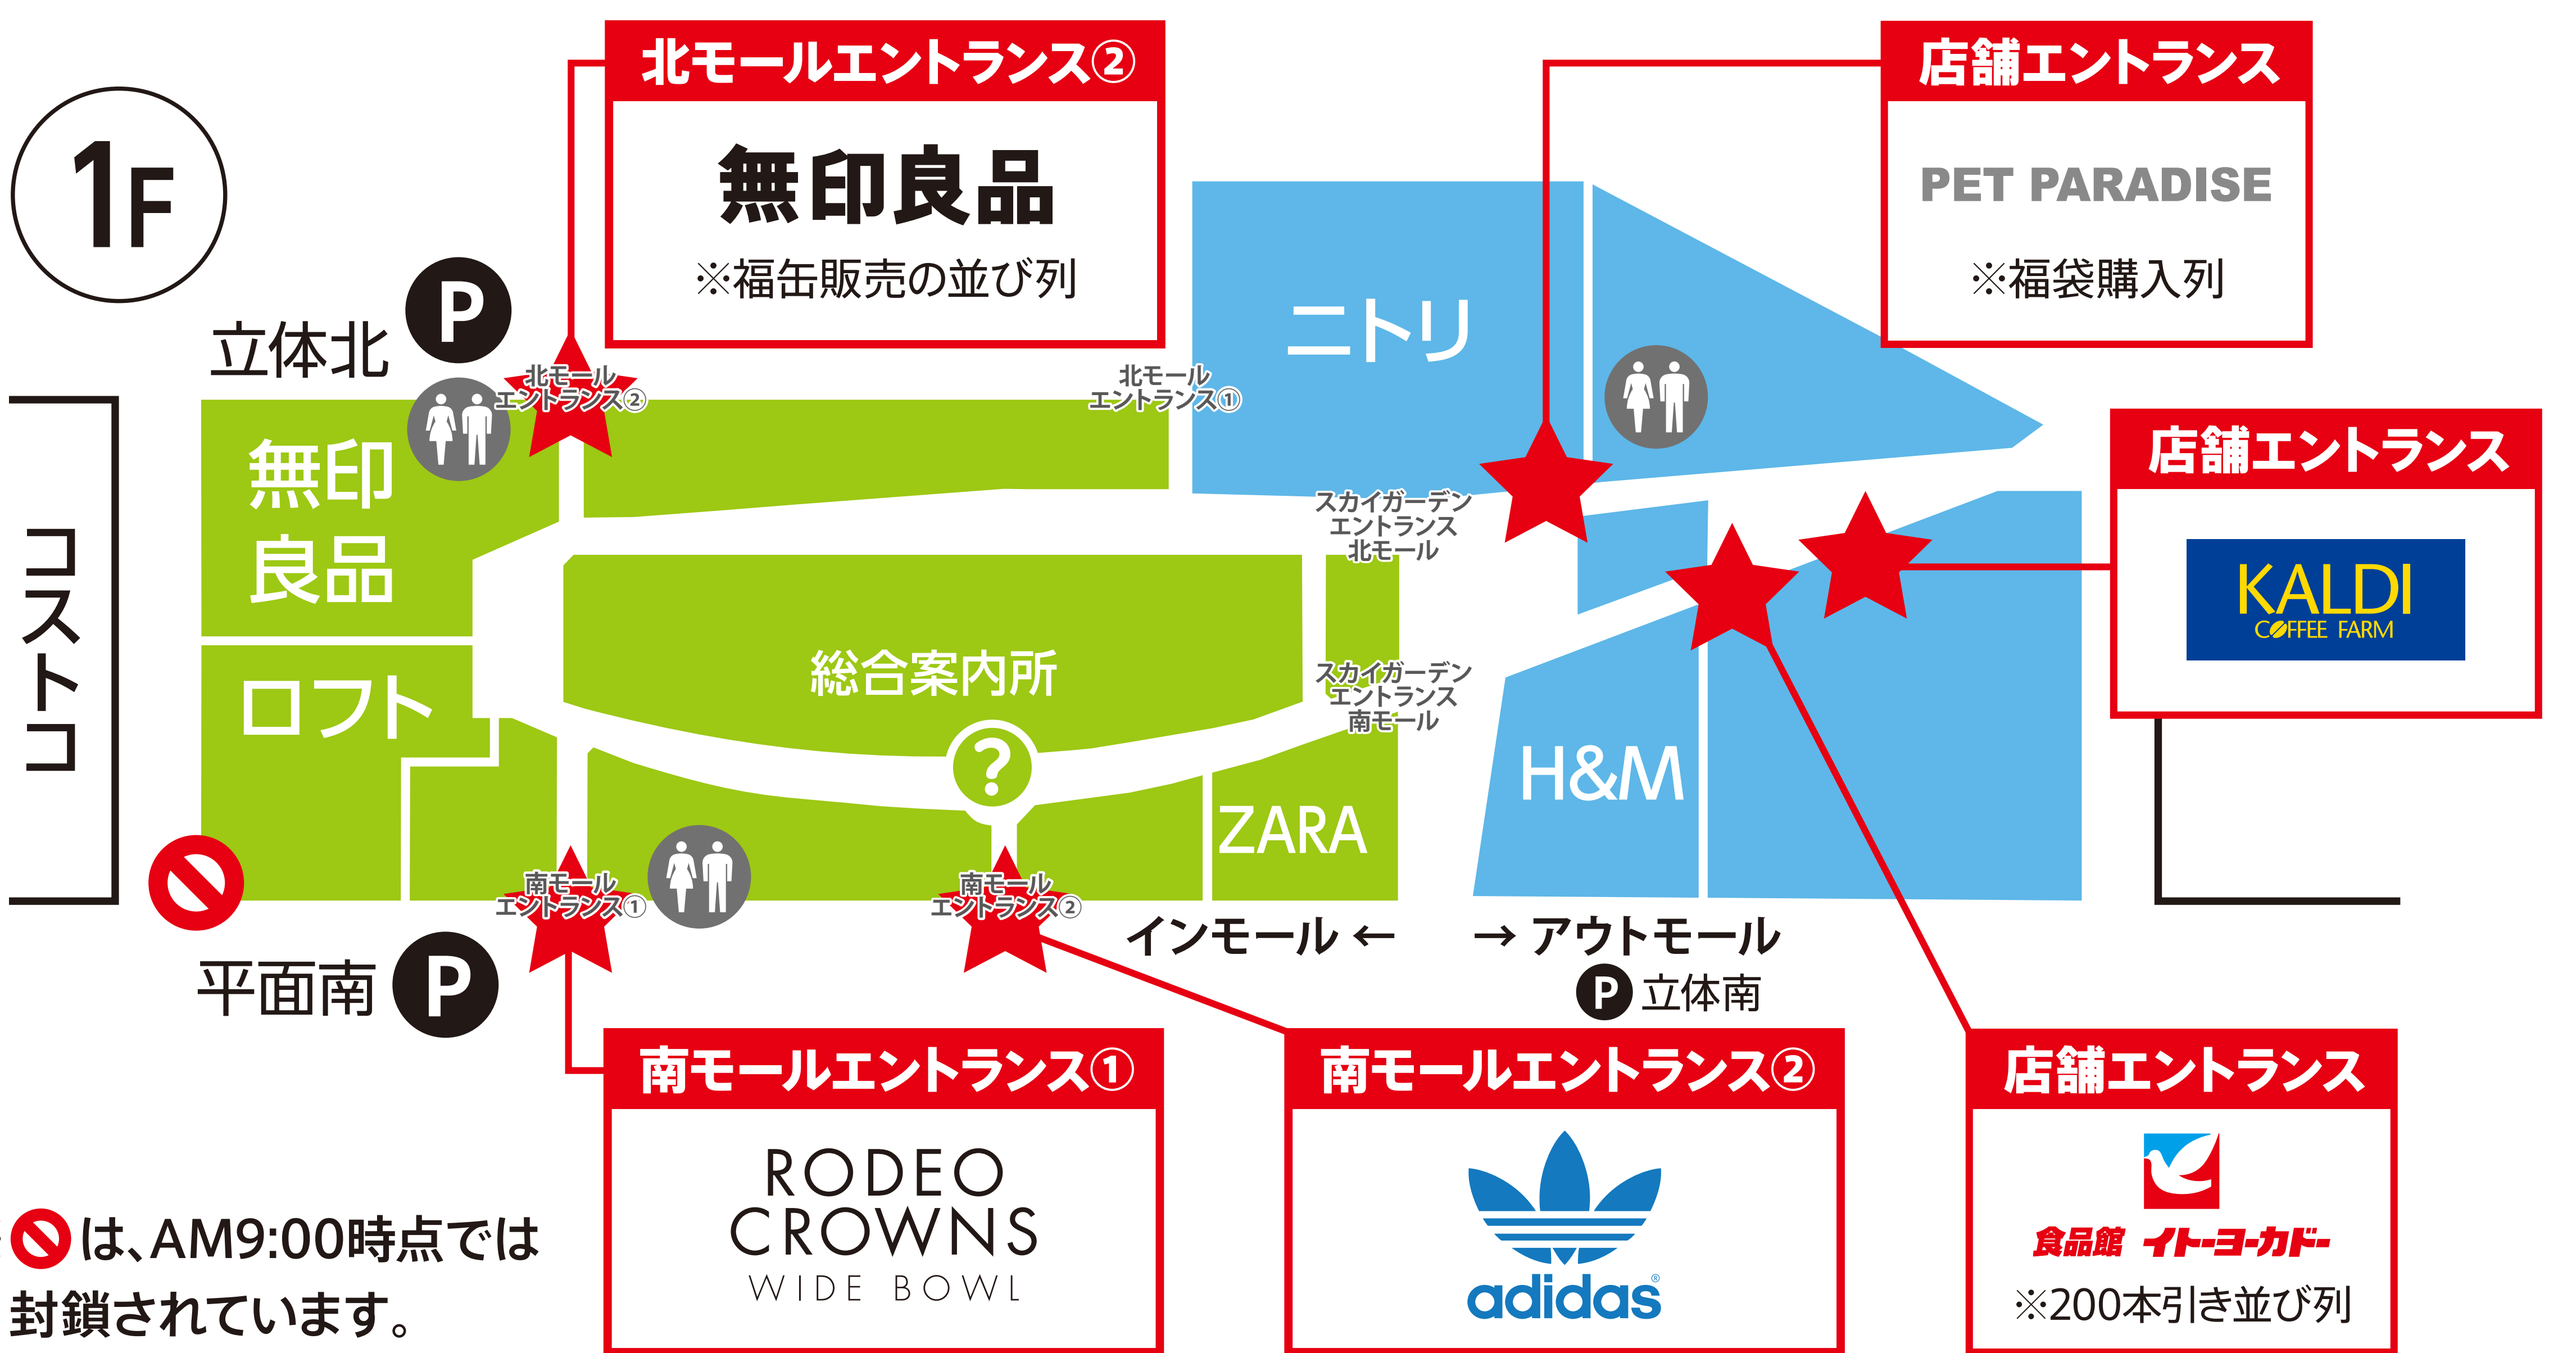 1F
北モールエントランス②
無印良品
※福缶販売の並び列
店舗エントランス
PET PARADISE
※福袋購入列
立体北
P
北モール
エントランス②
北モール
エントランス①
ニトリ
店舗エントランス
KALDI
COFFEE FARM
コストコ
無印
良品
スカイガーデン
エントランス
北モール
総合案内所
?
ロフト
スカイガーデン
エントランス
南モール
H&M
ZARA
南モール
エントランス①
南モール
エントランス②
インモール ←
→ アウトモール
P 立体南
平面南 P
南モールエントランス①
RODEO
CROWNS
WIDE BOWL
南モールエントランス②
adidas®
店舗エントランス
食品館 イトーヨーカドー
※200本引き並び列
は、AM9:00時点では
封鎖されています。